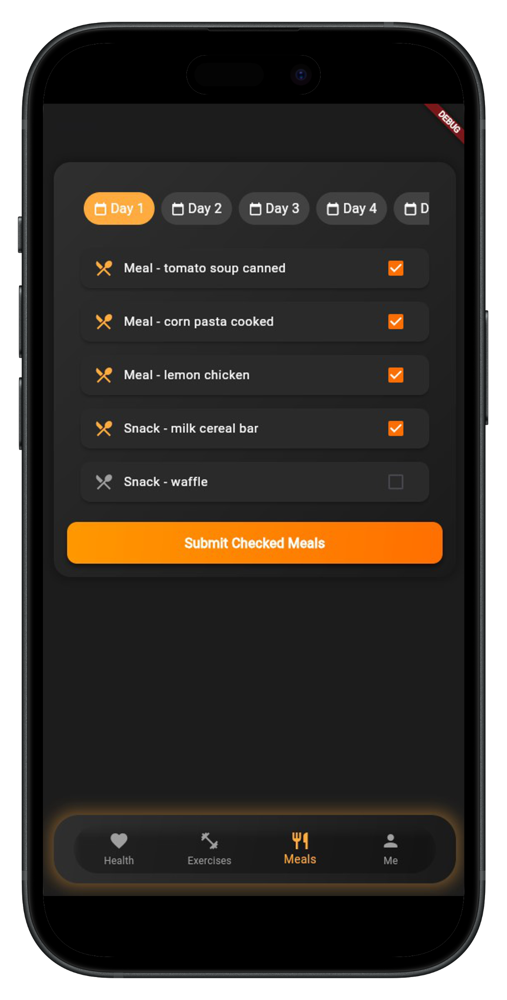 DEBUG
Day 1 Day 2 Day 3 Day 4 D
Meal - tomato soup canned
Meal - corn pasta cooked
Meal - lemon chicken
Snack - milk cereal bar
Snack - waffle
Submit Checked Meals
Health Exercises Meals Me